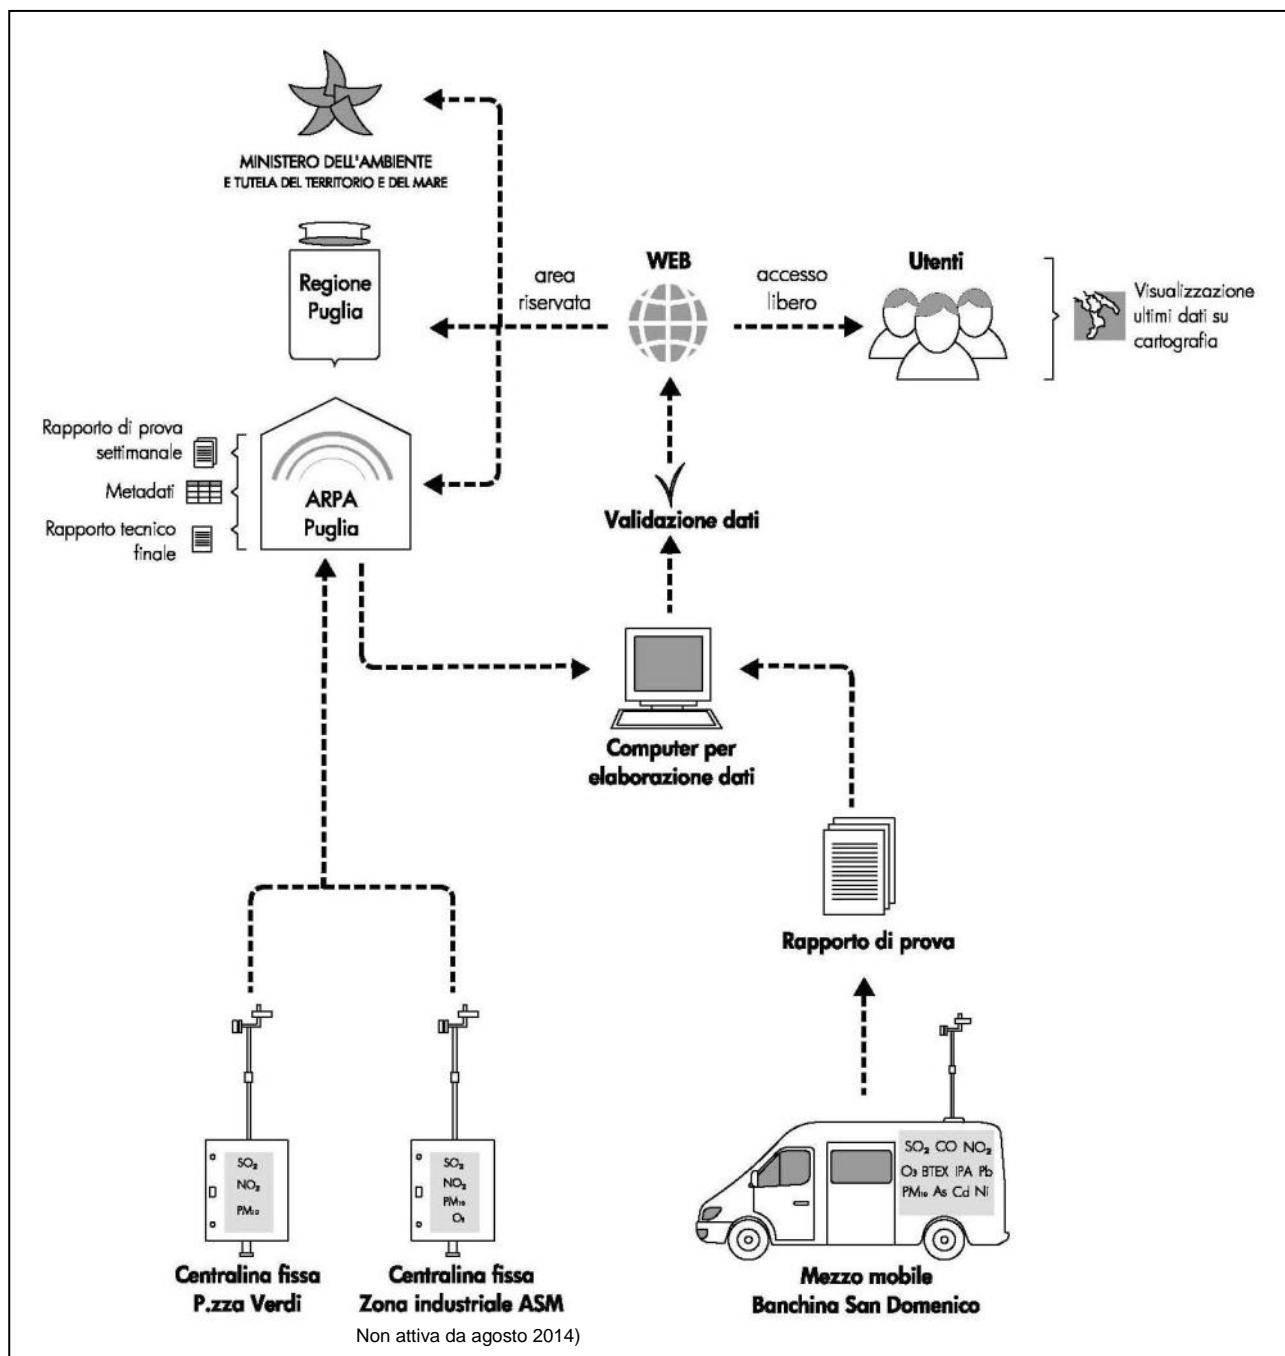 MINISTERO DELL'AMBIENTE
E TUTELA DEL TERRITORIO E DEL MARE
Regione
Puglia
area
riservata
WEB
accesso
libero
Utenti
Visualizzazione
ultimi dati su
cartografia
Rapporto di prova
settimanale
Metadati
Rapporto tecnico
finale
ARPA
Puglia
Validazione dati
Computer per
elaborazione dati
Rapporto di prova
SO₂
NO₂
PM₁₀
SO₂
NO₂
PM₁₀
O₃
SO₂ CO NO₂
O₃ BTEX IPA Pb
PM₁₀ As Cd Ni
Centralina fissa
P.zza Verdi
Centralina fissa
Zona industriale ASM
Non attiva da agosto 2014)
Mezzo mobile
Banchina San Domenico